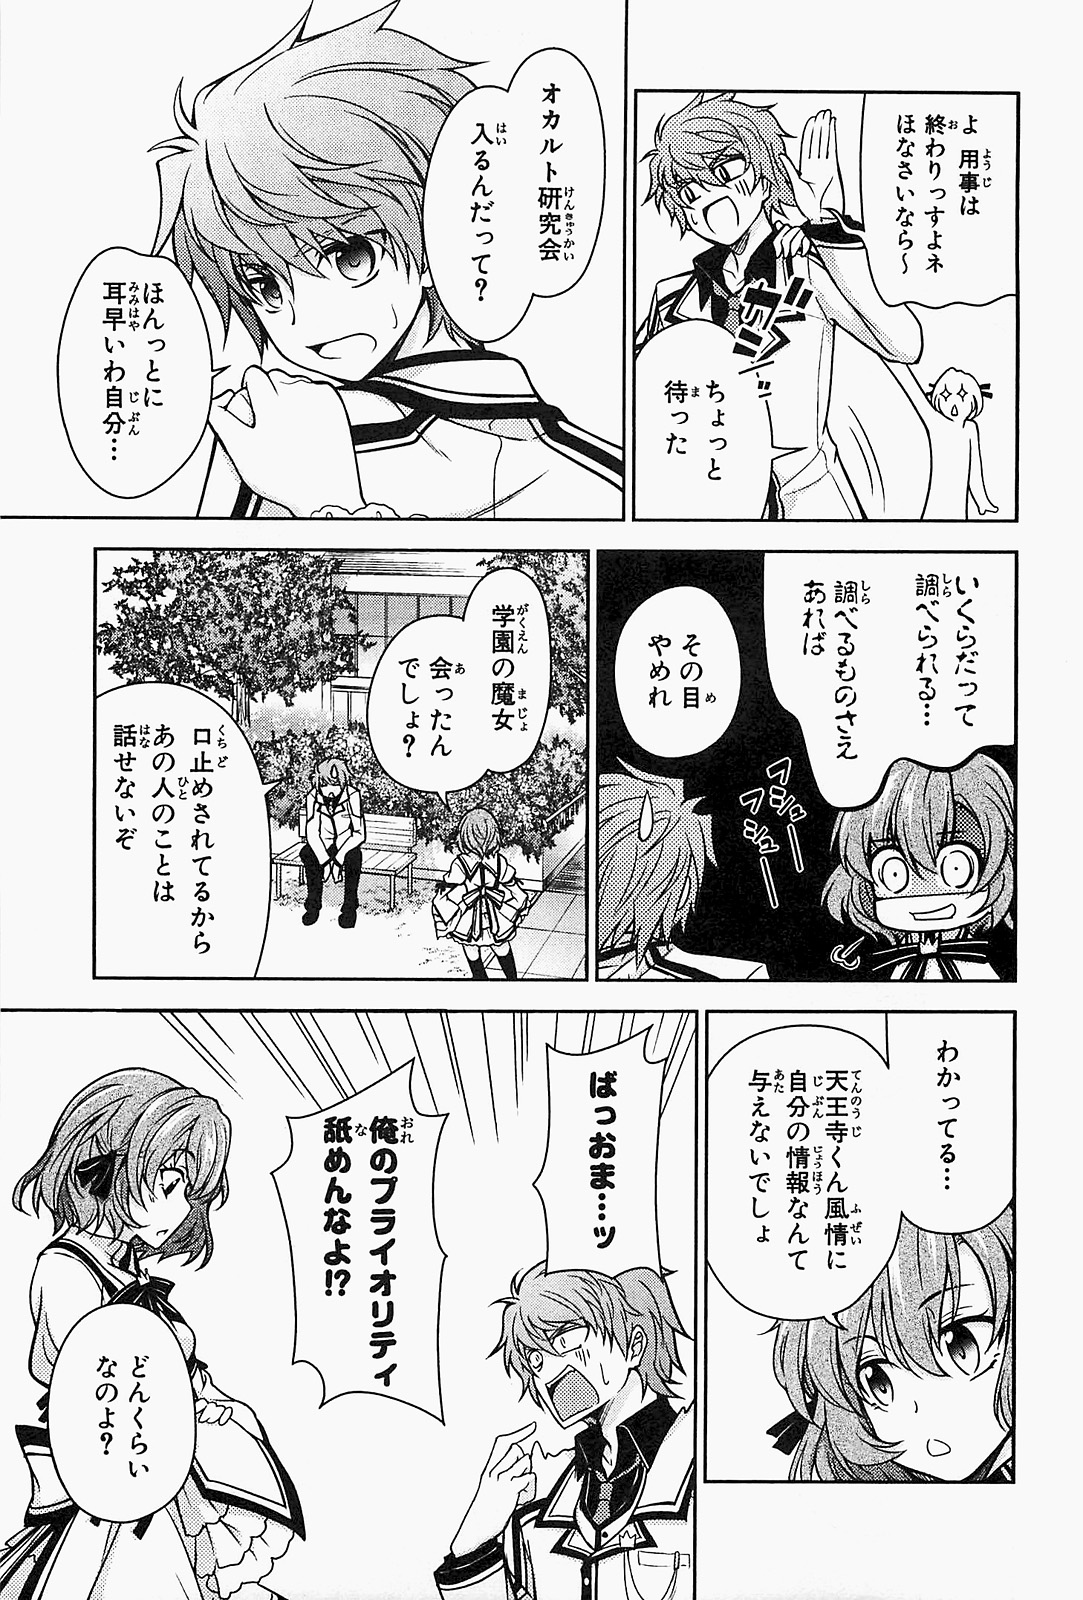 よ 用事は
終わりっすよネ
ほなさいなら～
ちょっと
待った
オカルト研究会
入るんだって？
ほんっとに
耳早いわ自分…
いくらだって
調べられる…
調べるものさえ
あれば
その目
やめれ
フシュー
フシュー
学園の魔女
会ったん
でしょ？
口止めされてるから
あの人のことは
話せないぞ
わかってる…
天王寺くん風情に
自分の情報なんて
与えないでしょ
ばっおま…ッ
俺のプライオリティ
舐めんなよ!?
どんくらい
なのよ？